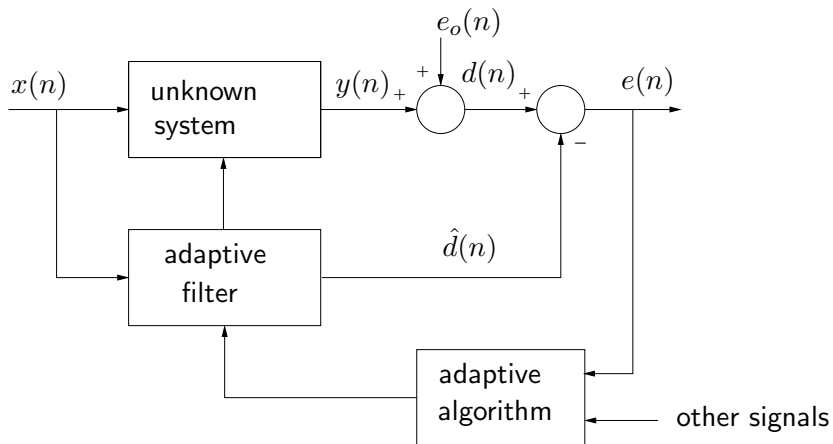 e_o(n)
x(n)
unknown
system
y(n)
+
+
d(n)
+
e(n)
−
adaptive
filter
d̂(n)
adaptive
algorithm
other signals